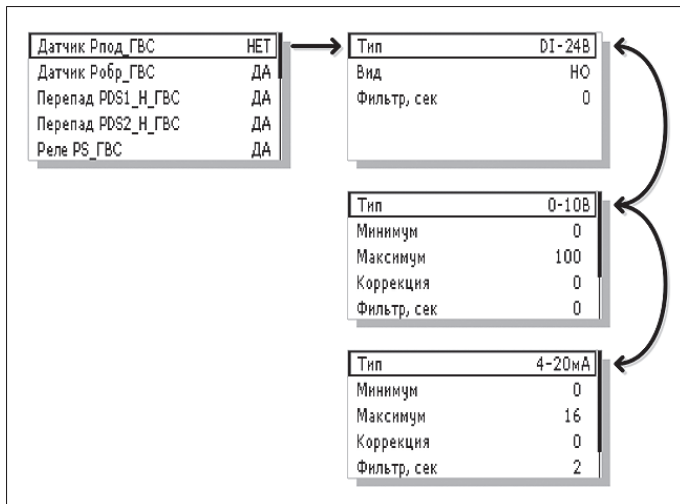 Датчик Рпод_ГВС НЕТ
Датчик Робр_ГВС ДА
Перепад PDS1_Н_ГВС ДА
Перепад PDS2_Н_ГВС ДА
Реле PS_ГВС ДА
Тип DI-24В
Вид НО
Фильтр, сек 0
Тип 0-10В
Минимум 0
Максимум 100
Коррекция 0
Фильтр, сек 0
Тип 4-20мА
Минимум 0
Максимум 16
Коррекция 0
Фильтр, сек 2